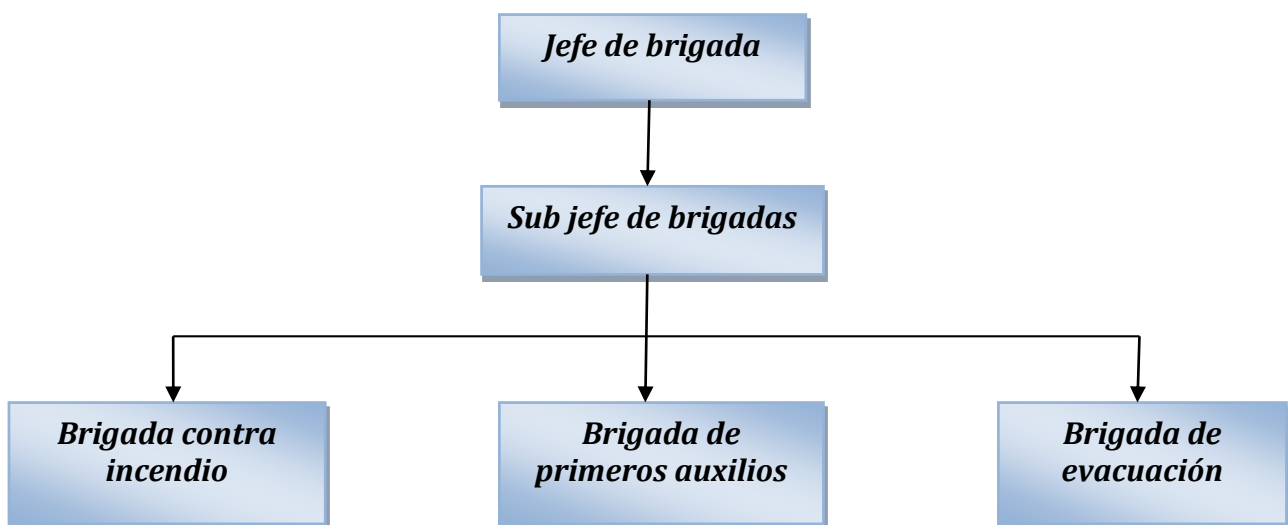 Jefe de brigada
Sub jefe de brigadas
Brigada contra
incendio
Brigada de
primeros auxilios
Brigada de
evacuación